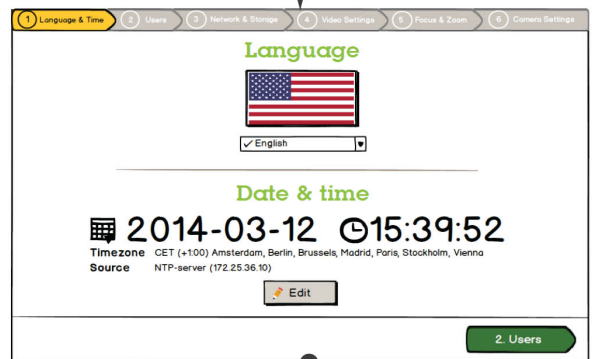 1 Language & Time 2 Users 3 Network & Storage 4 Video Settings 5 Focus & Zoom 6 Camera Settings
Language
English
Date & time
2014-03-12 15:39:52
Timezone CET (+1:00) Amsterdam, Berlin, Brussels, Madrid, Paris, Stockholm, Vienna
Source NTP-server (172.25.36.10)
Edit
2. Users